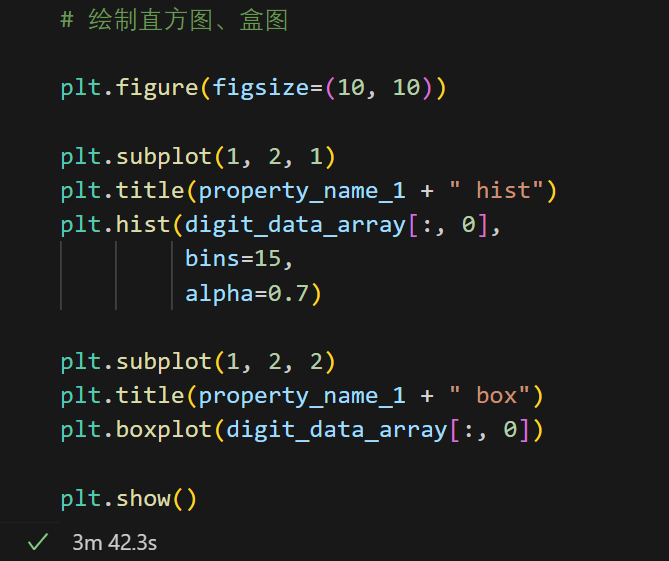 # 绘制直方图、盒图
plt.figure(figsize=(10, 10))
plt.subplot(1, 2, 1)
plt.title(property_name_1 + " hist")
plt.hist(digit_data_array[:, 0],
bins=15,
alpha=0.7)
plt.subplot(1, 2, 2)
plt.title(property_name_1 + " box")
plt.boxplot(digit_data_array[:, 0])
plt.show()
3m 42.3s